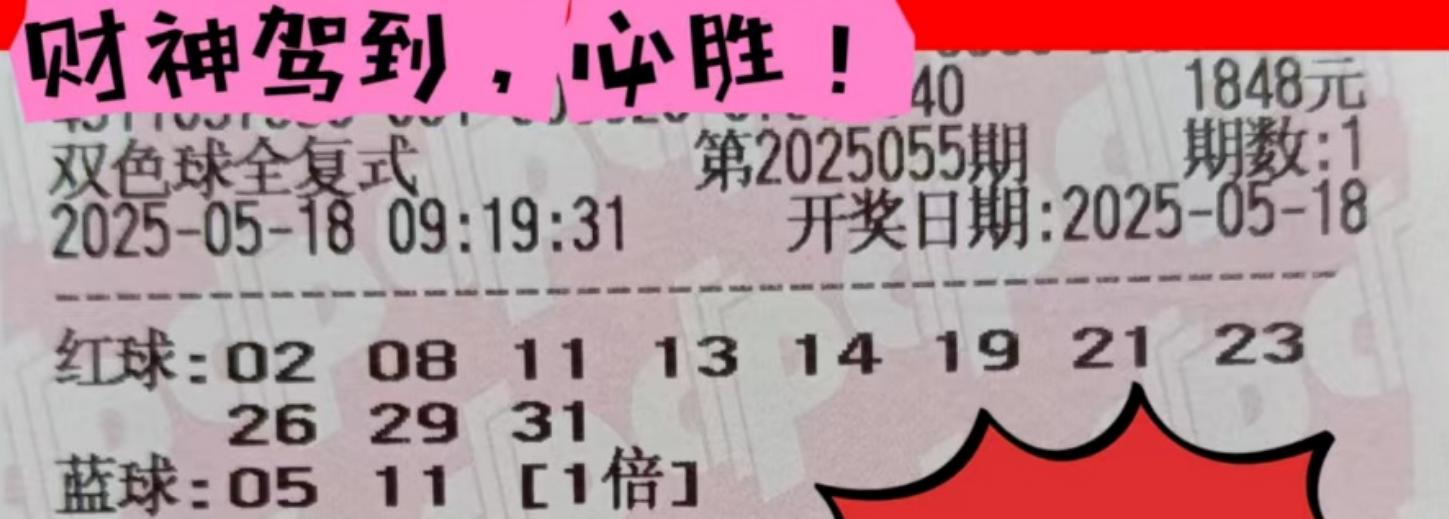 财神驾到，必胜！
40 1848元
双色球全复式 第2025055期 期数:1
2025-05-18 09:19:31 开奖日期:2025-05-18
红球:02 08 11 13 14 19 21 23
26 29 31
蓝球:05 11 [1倍]